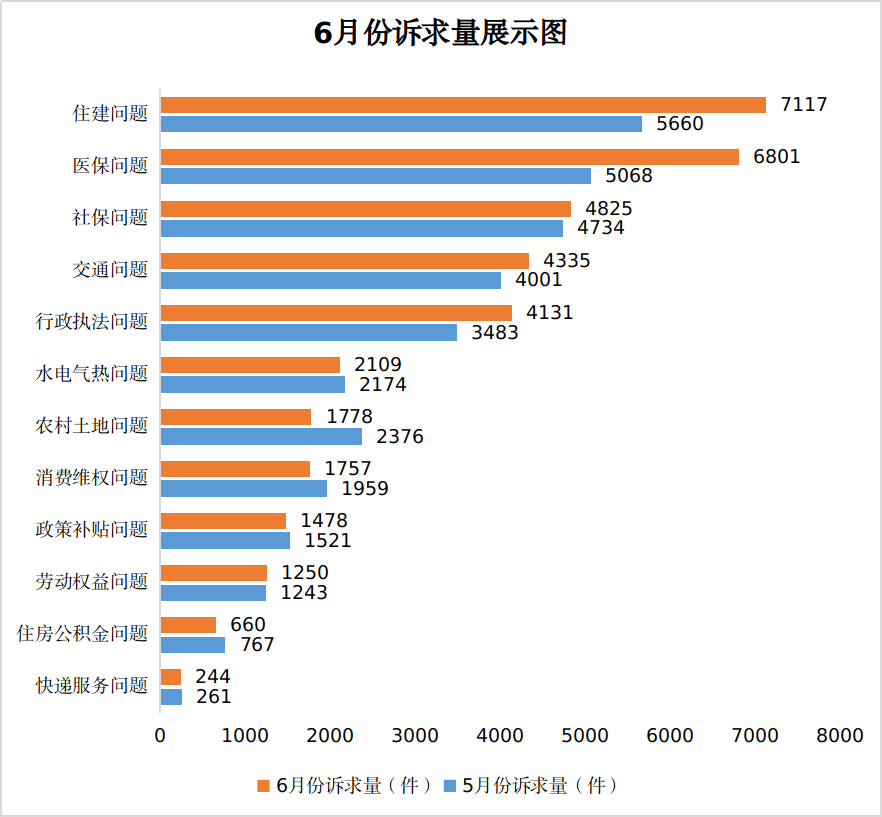 6月份诉求量展示图
住建问题 7117
5660
医保问题 6801
5068
社保问题 4825
4734
交通问题 4335
4001
行政执法问题 4131
3483
水电气热问题 2109
2174
农村土地问题 1778
2376
消费维权问题 1757
1959
政策补贴问题 1478
1521
劳动权益问题 1250
1243
住房公积金问题 660
767
快递服务问题 244
261
0 1000 2000 3000 4000 5000 6000 7000 8000
6月份诉求量（件） 5月份诉求量（件）